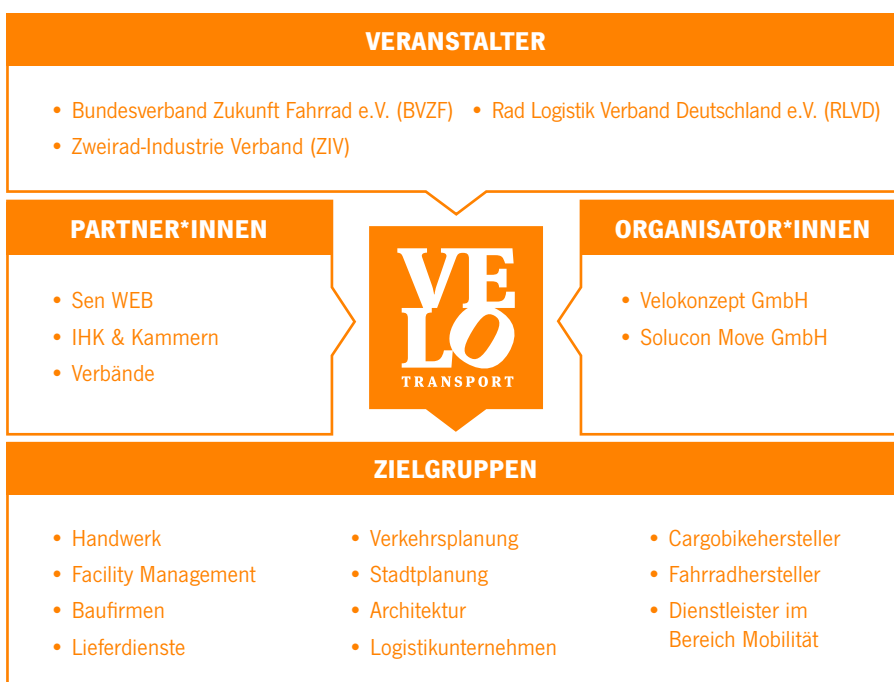 VERANSTALTER
• Bundesverband Zukunft Fahrrad e.V. (BVZF) • Rad Logistik Verband Deutschland e.V. (RLVD)
• Zweirad-Industrie Verband (ZIV)
PARTNER*INNEN
• Sen WEB
• IHK & Kammern
• Verbände
VE
LO
TRANSPORT
ORGANISATOR*INNEN
• Velokonzept GmbH
• Solucon Move GmbH
ZIELGRUPPEN
• Handwerk
• Facility Management
• Baufirmen
• Lieferdienste
• Verkehrsplanung
• Stadtplanung
• Architektur
• Logistikunternehmen
• Cargobikehersteller
• Fahrradhersteller
• Dienstleister im
Bereich Mobilität